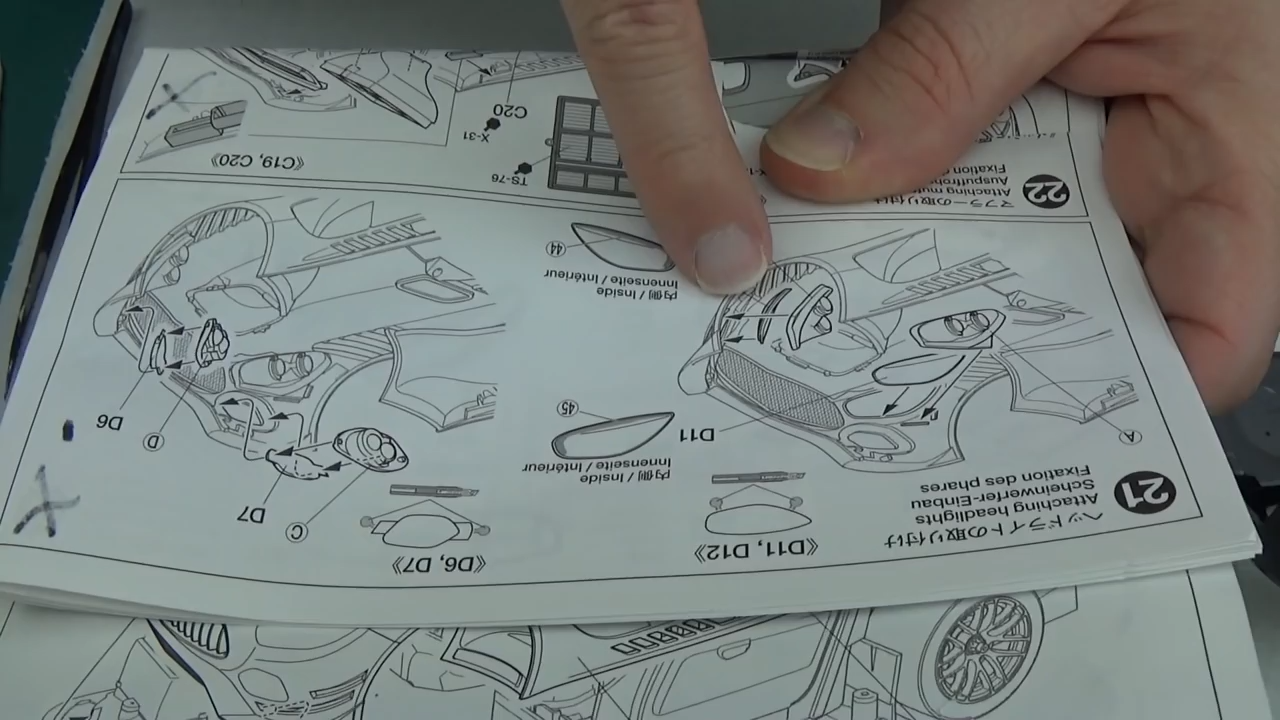 21
ヘッドライトの取り付け
Attaching headlights
Scheinwerfer-Einbau
Fixation des phares
《D11, D12》
《D6, D7》
C
D7
A
D11
内側 / Inside
Innenseite / Intérieur
45
D
D6
内側 / Inside
Innenseite / Intérieur
44
22
マフラーの取り付け
Attaching
Fixation
《C19, C20》
TS-76
X-31
C20